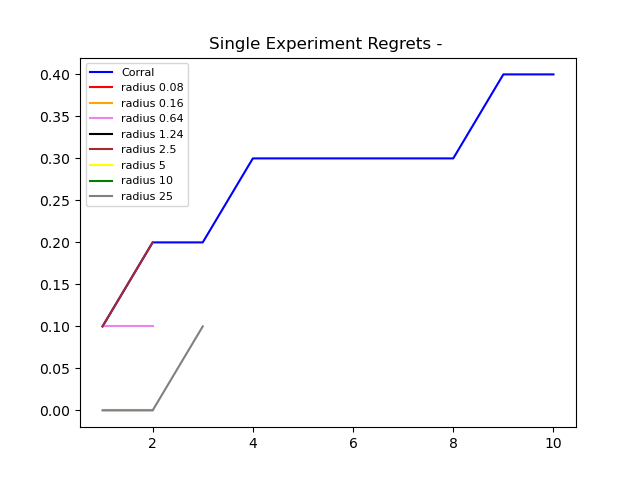 Single Experiment Regrets -
0.40
0.35
0.30
0.25
0.20
0.15
0.10
0.05
0.00
Corral
radius 0.08
radius 0.16
radius 0.64
radius 1.24
radius 2.5
radius 5
radius 10
radius 25
2
4
6
8
10